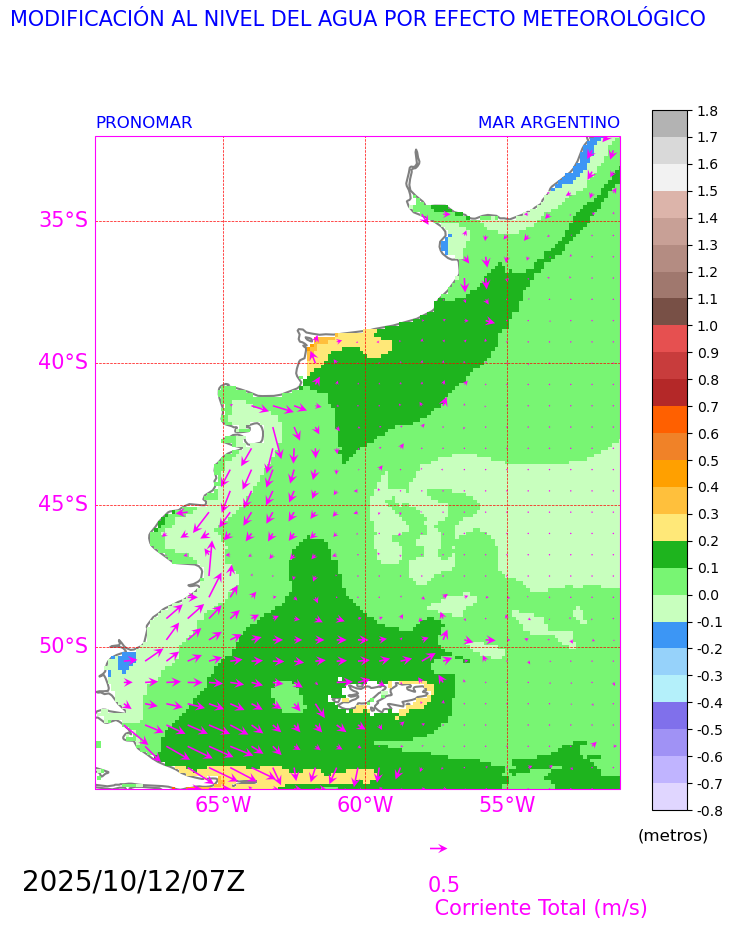 MODIFICACIÓN AL NIVEL DEL AGUA POR EFECTO METEOROLÓGICO
PRONOMAR MAR ARGENTINO
35°S
40°S
45°S
50°S
65°W 60°W 55°W
1.8
1.7
1.6
1.5
1.4
1.3
1.2
1.1
1.0
0.9
0.8
0.7
0.6
0.5
0.4
0.3
0.2
0.1
0.0
-0.1
-0.2
-0.3
-0.4
-0.5
-0.6
-0.7
-0.8
(metros)
2025/10/12/07Z
0.5
Corriente Total (m/s)